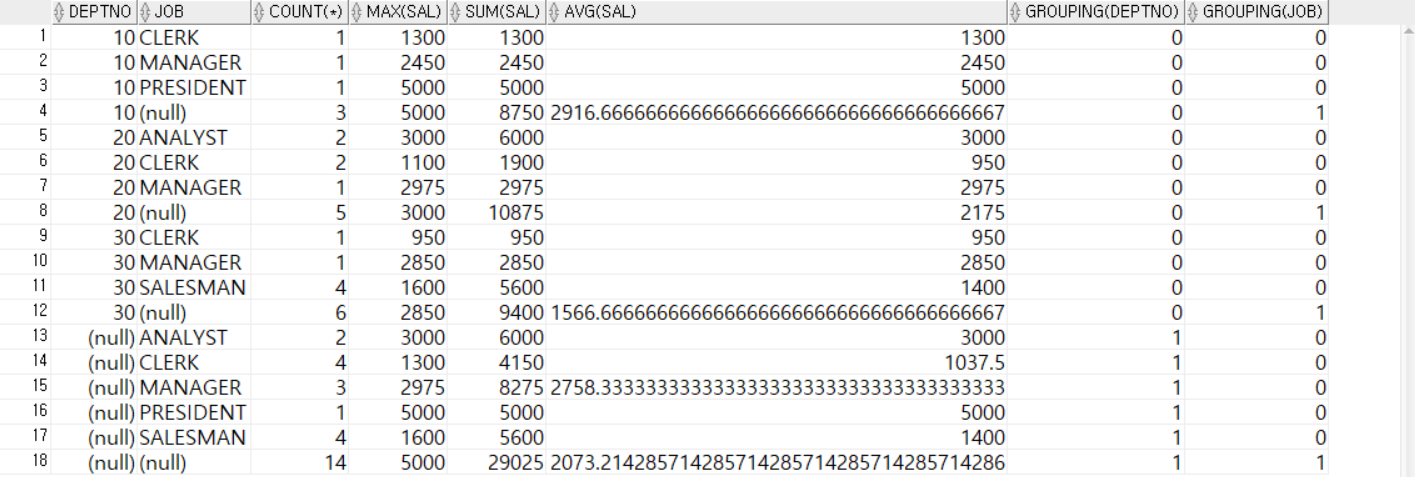 DEPTNO JOB COUNT(*) MAX(SAL) SUM(SAL) AVG(SAL) GROUPING(DEPTNO) GROUPING(JOB)
1 10 CLERK 1 1300 1300 1300 0 0
2 10 MANAGER 1 2450 2450 2450 0 0
3 10 PRESIDENT 1 5000 5000 5000 0 0
4 10 (null) 3 5000 8750 2916.666666666666666666666666666666666667 0 1
5 20 ANALYST 2 3000 6000 3000 0 0
6 20 CLERK 2 1100 1900 950 0 0
7 20 MANAGER 1 2975 2975 2975 0 0
8 20 (null) 5 3000 10875 2175 0 1
9 30 CLERK 1 950 950 950 0 0
10 30 MANAGER 1 2850 2850 2850 0 0
11 30 SALESMAN 4 1600 5600 1400 0 0
12 30 (null) 6 2850 9400 1566.666666666666666666666666666666666667 0 1
13 (null) ANALYST 2 3000 6000 3000 1 0
14 (null) CLERK 4 1300 4150 1037.5 1 0
15 (null) MANAGER 3 2975 8275 2758.333333333333333333333333333333333333 1 0
16 (null) PRESIDENT 1 5000 5000 5000 1 0
17 (null) SALESMAN 4 1600 5600 1400 1 0
18 (null) (null) 14 5000 29025 2073.214285714285714285714285714285714286 1 1